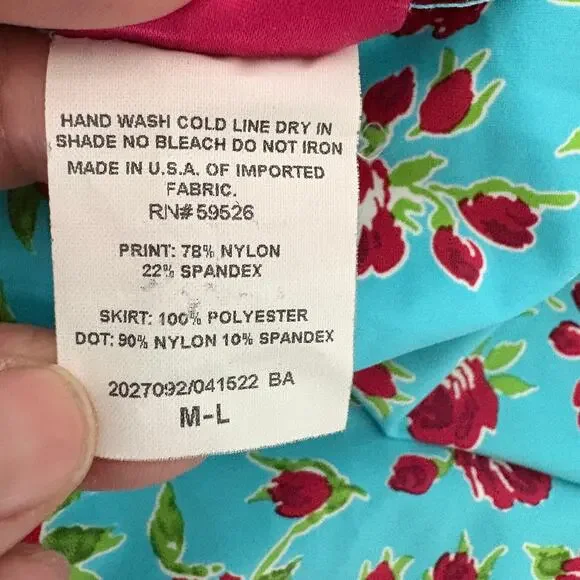 HAND WASH COLD LINE DRY IN
SHADE NO BLEACH DO NOT IRON
MADE IN U.S.A. OF IMPORTED
FABRIC.
RN#59526
PRINT: 78% NYLON
22% SPANDEX
SKIRT: 100% POLYESTER
DOT: 90% NYLON 10% SPANDEX
2027092/041522 BA
M-L